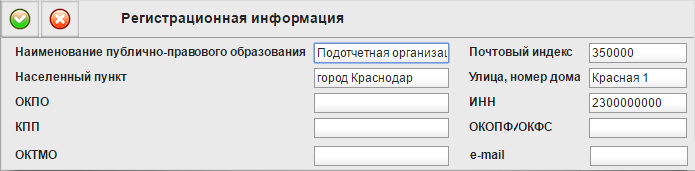 Регистрационная информация
Наименование публично-правового образования Подотчетная организац Почтовый индекс 350000
Населенный пункт город Краснодар Улица, номер дома Красная 1
ОКПО ИНН 2300000000
КПП ОКОПФ/ОКФС
ОКТМО e-mail